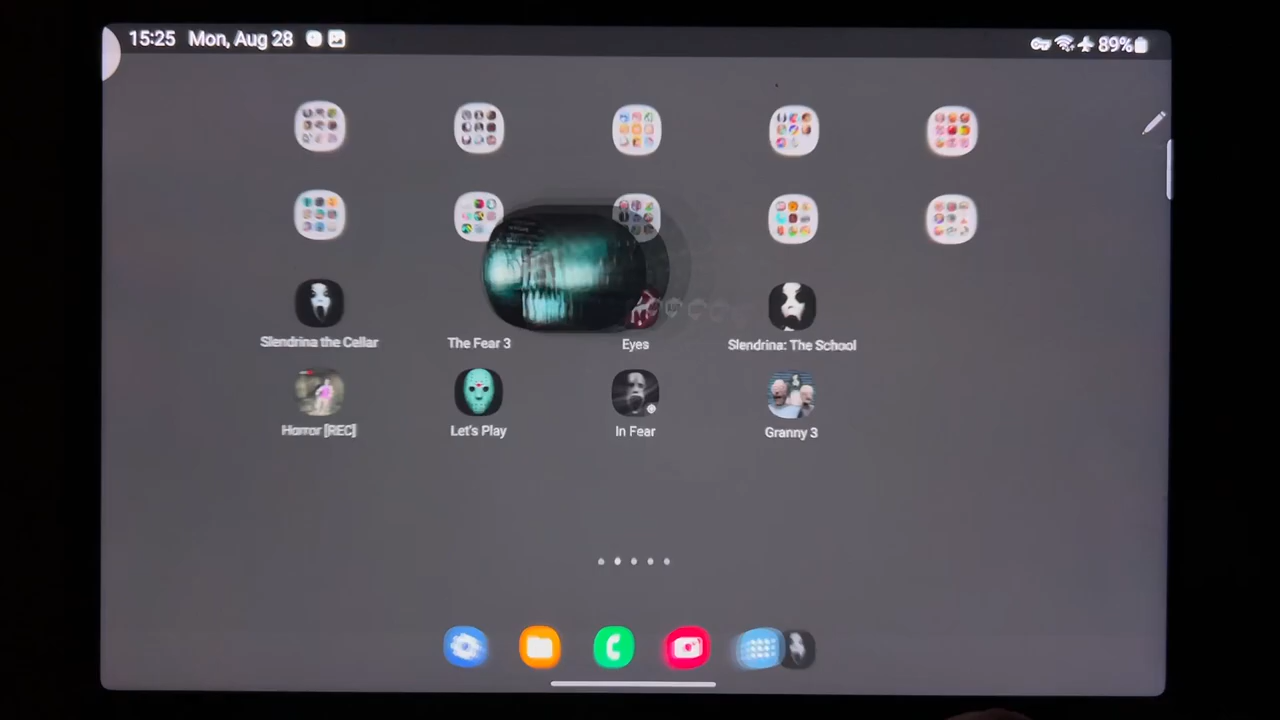 15:25 Mon, Aug 28
89%
Slendrina the Cellar
The Fear 3
Eyes
Slendrina: The School
Horror [REC]
Let's Play
In Fear
Granny 3